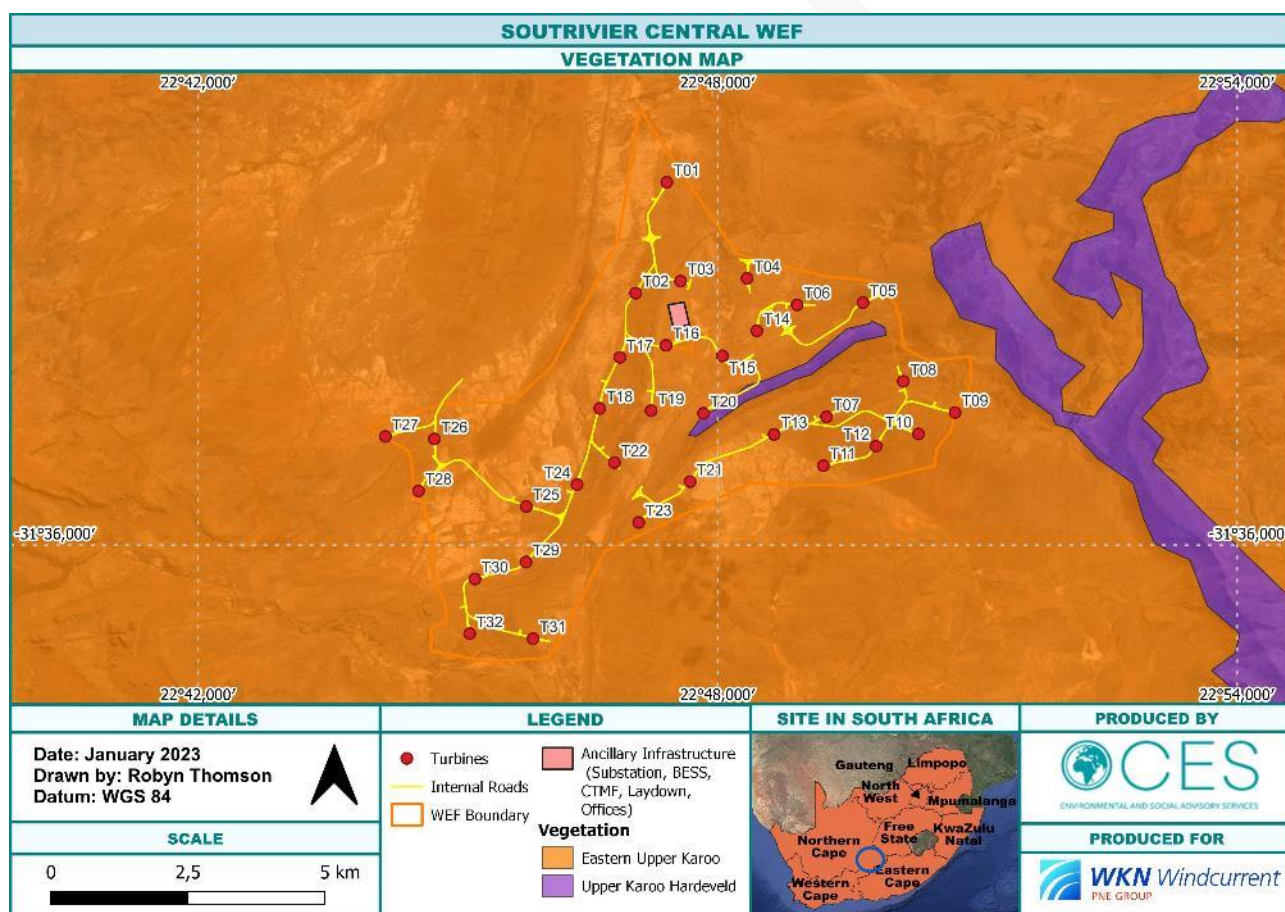 SOUTRIVIER CENTRAL WEF
VEGETATION MAP
22°42,000′
22°48,000′
22°54,000′
T01
T04
T03
T02
T06
T05
T14
T16
T17
T15
T08
T18
T19
T20
T07
T09
T13
T10
T27
T26
T12
T22
T11
T24
T28
T21
T25
T23
-31°36,000′
-31°36,000′
T29
T30
T32
T31
22°42,000′
22°48,000′
22°54,000′
MAP DETAILS
Date: January 2023
Drawn by: Robyn Thomson
Datum: WGS 84
SCALE
0 2,5 5 km
LEGEND
Turbines
Internal Roads
WEF Boundary
Ancillary Infrastructure
(Substation, BESS,
CTMF, Laydown,
Offices)
Vegetation
Eastern Upper Karoo
Upper Karoo Hardeveld
SITE IN SOUTH AFRICA
Limpopo
Gauteng
North
West
Mpumalanga
Free
State
KwaZulu
Natal
Northern
Cape
Eastern
Cape
Western
Cape
PRODUCED BY
CES
ENVIRONMENTAL AND SOCIAL ADVISORY SERVICES
PRODUCED FOR
WKN Windcurrent
PNE GROUP